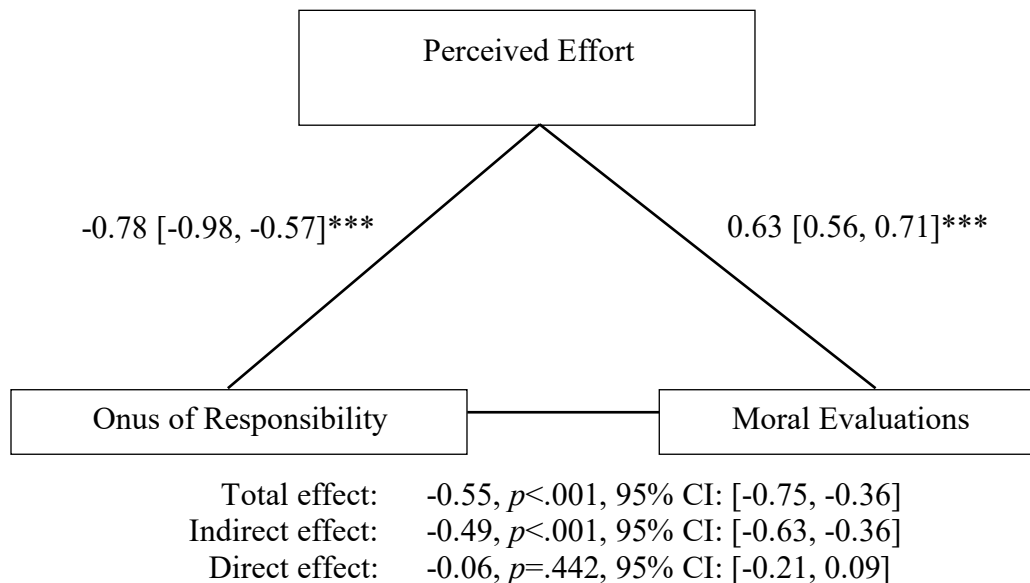 Perceived Effort
-0.78 [-0.98, -0.57]***
0.63 [0.56, 0.71]***
Onus of Responsibility
Moral Evaluations
Total effect: -0.55, p<.001, 95% CI: [-0.75, -0.36]
Indirect effect: -0.49, p<.001, 95% CI: [-0.63, -0.36]
Direct effect: -0.06, p=.442, 95% CI: [-0.21, 0.09]